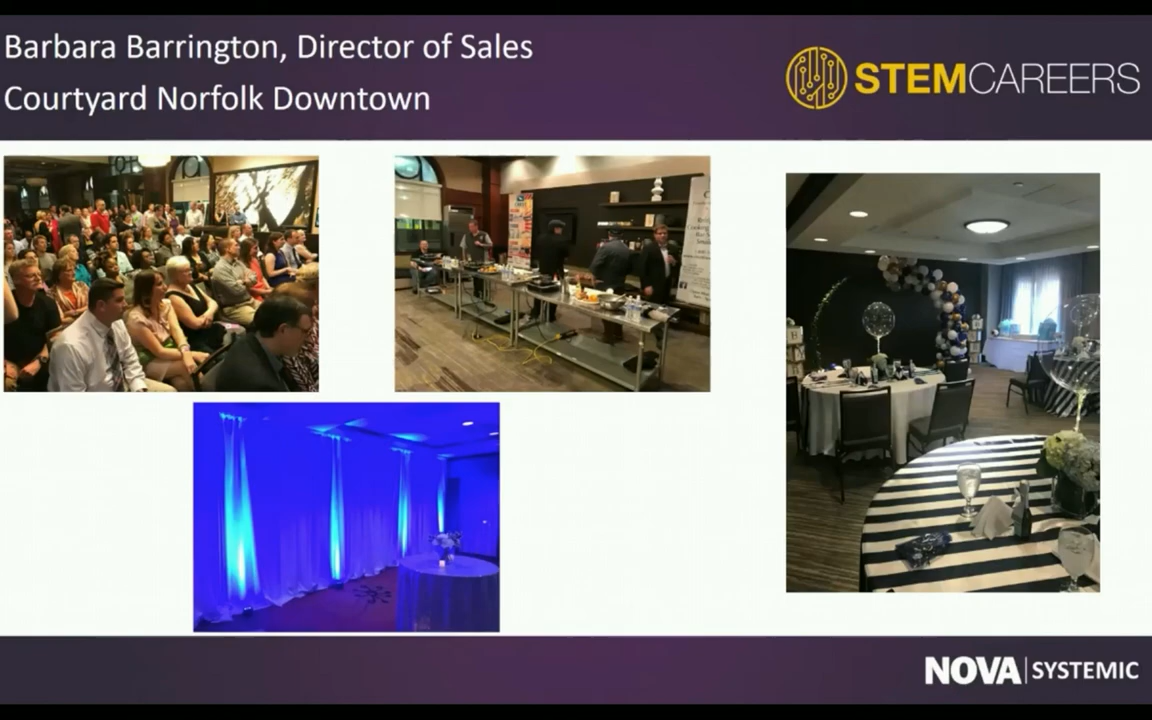 Barbara Barrington, Director of Sales
Courtyard Norfolk Downtown
STEMCAREERS
NOVA SYSTEMIC